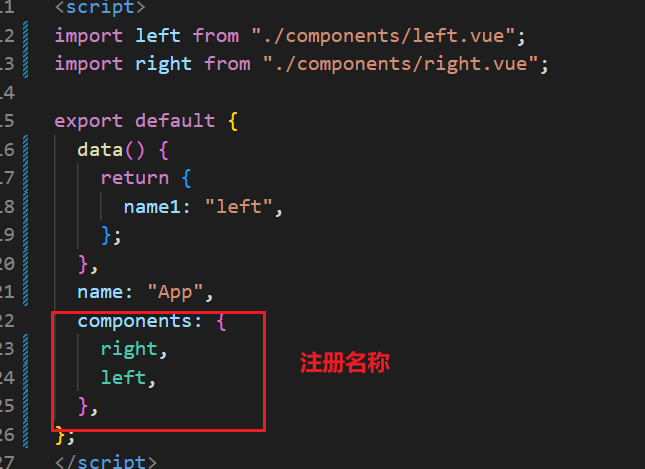 11 <script>
12 import left from "./components/left.vue";
13 import right from "./components/right.vue";
14
15 export default {
16   data() {
17     return {
18       name1: "left",
19     };
20   },
21   name: "App",
22   components: {
23     right,
注册名称
24     left,
25   },
26 };
27 </script>